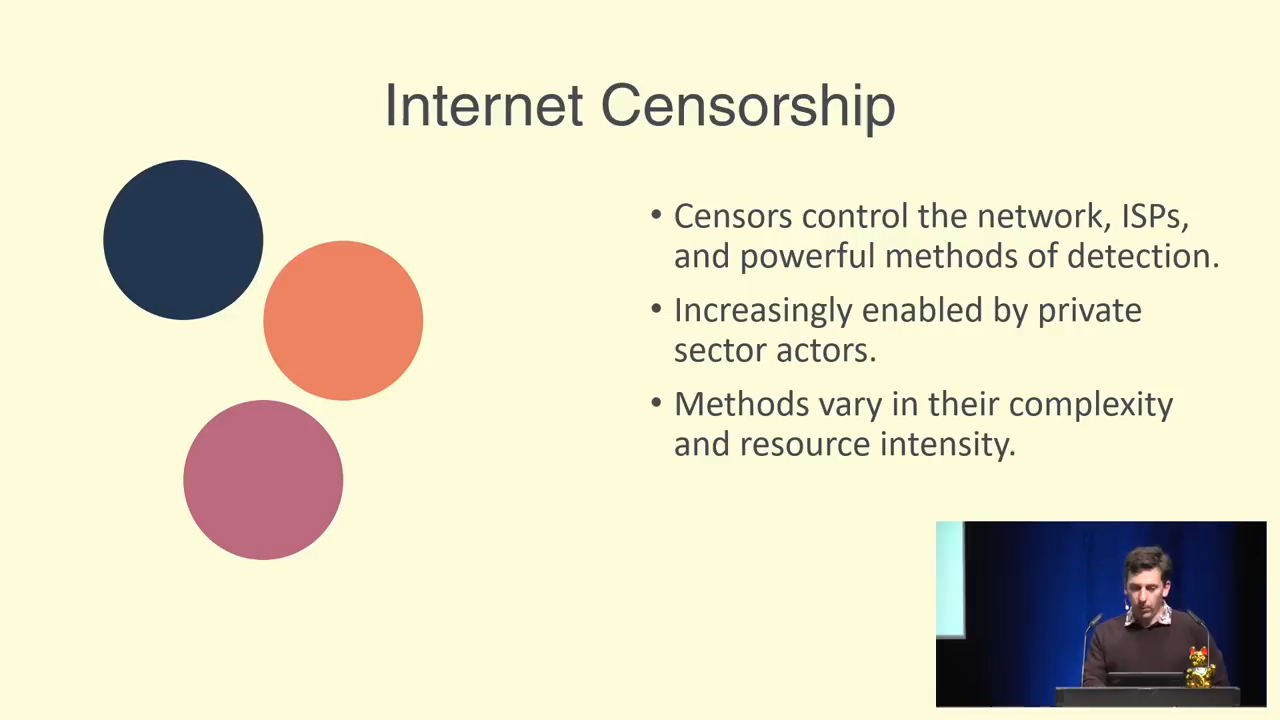 Internet Censorship
• Censors control the network, ISPs,
and powerful methods of detection.
• Increasingly enabled by private
sector actors.
• Methods vary in their complexity
and resource intensity.